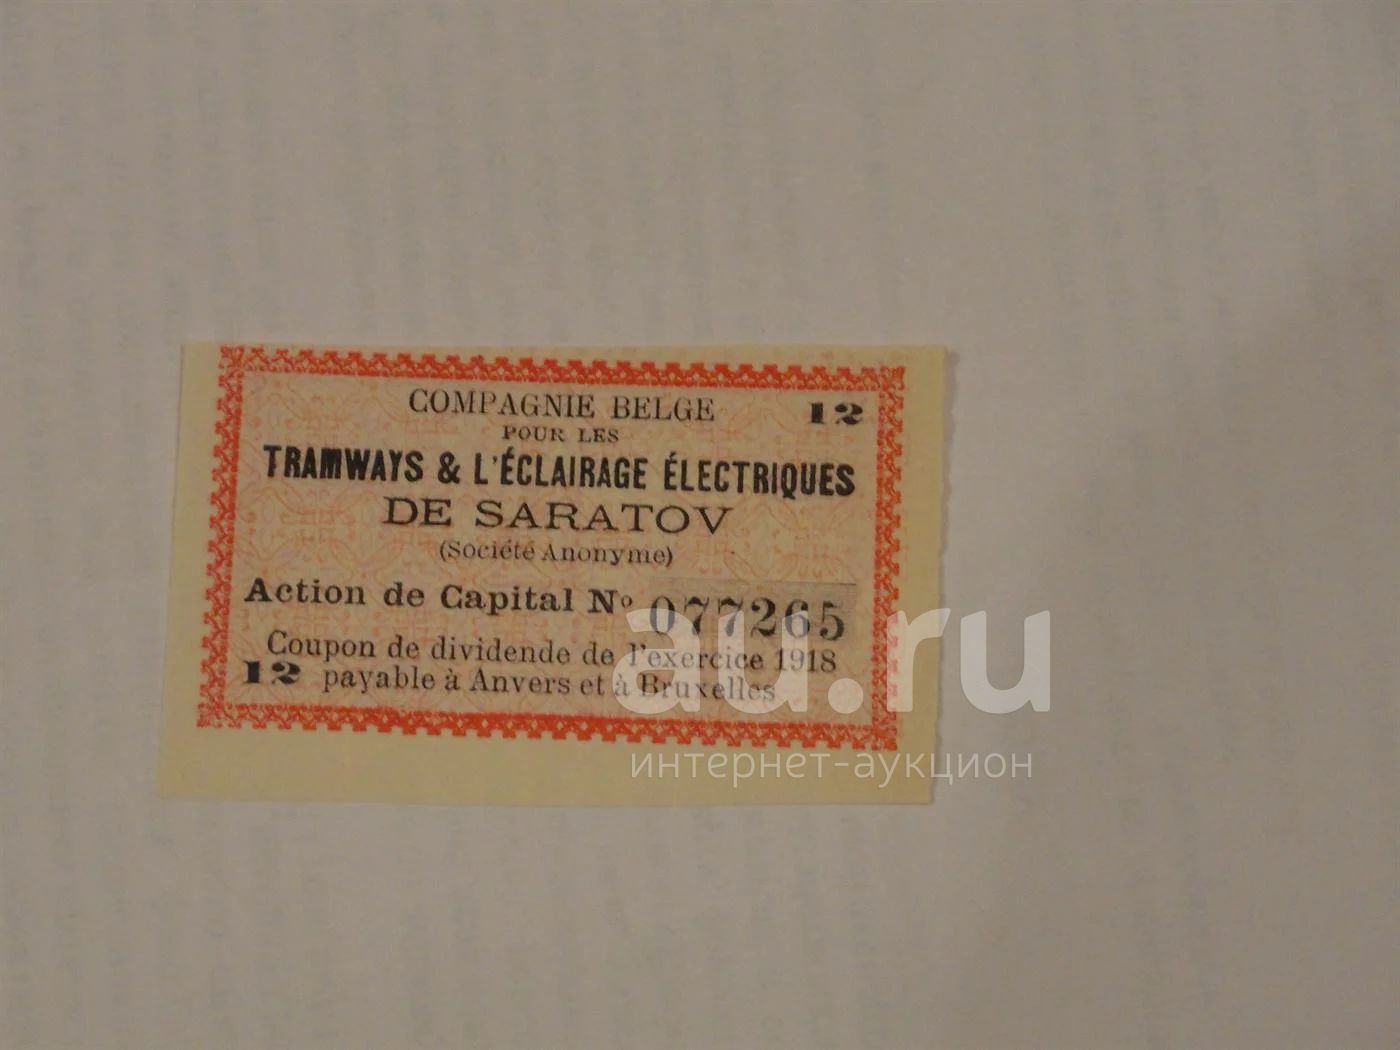 COMPAGNIE BELGE 12
POUR LES
TRAMWAYS & L'ÉCLAIRAGE ÉLECTRIQUES
DE SARATOV
(Société Anonyme)
Action de Capital Nº 077265
Coupon de dividende de l'exercice 1918
12 payable à Anvers et à Bruxelles
au.ru
интернет-аукцион